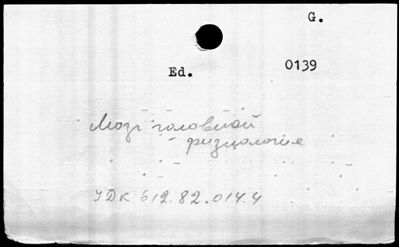 G.
Ed. 0139
Мозг головной
- физиология
УДК 612.82.014.4